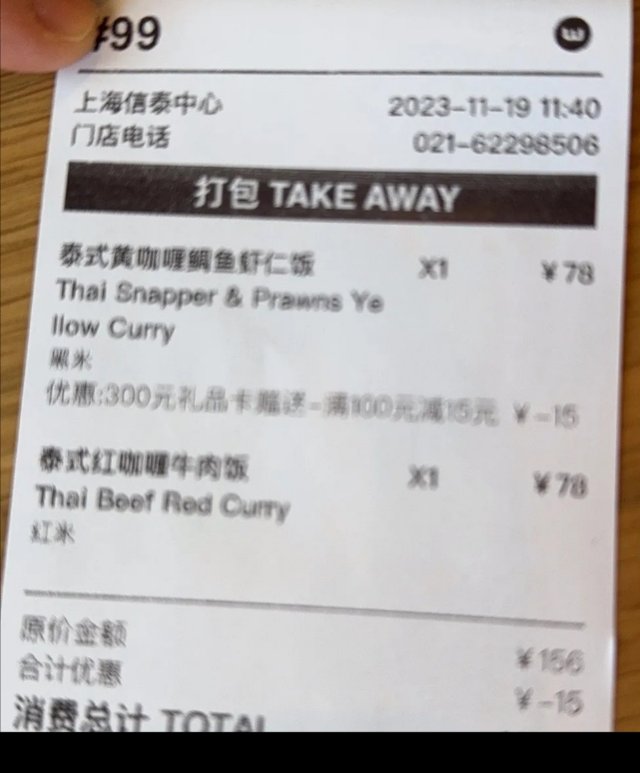 #99
上海信泰中心 2023-11-19 11:40
门店电话 021-62298506
打包 TAKE AWAY
泰式黄咖喱鲷鱼虾仁饭 X1 ¥78
Thai Snapper & Prawns Ye
llow Curry
黑米
优惠:300元礼品卡赠送-满100元减15元 ¥-15
泰式红咖喱牛肉饭 X1 ¥78
Thai Beef Red Curry
红米
原价金额 ¥156
合计优惠 ¥-15
消费总计 TOTAL